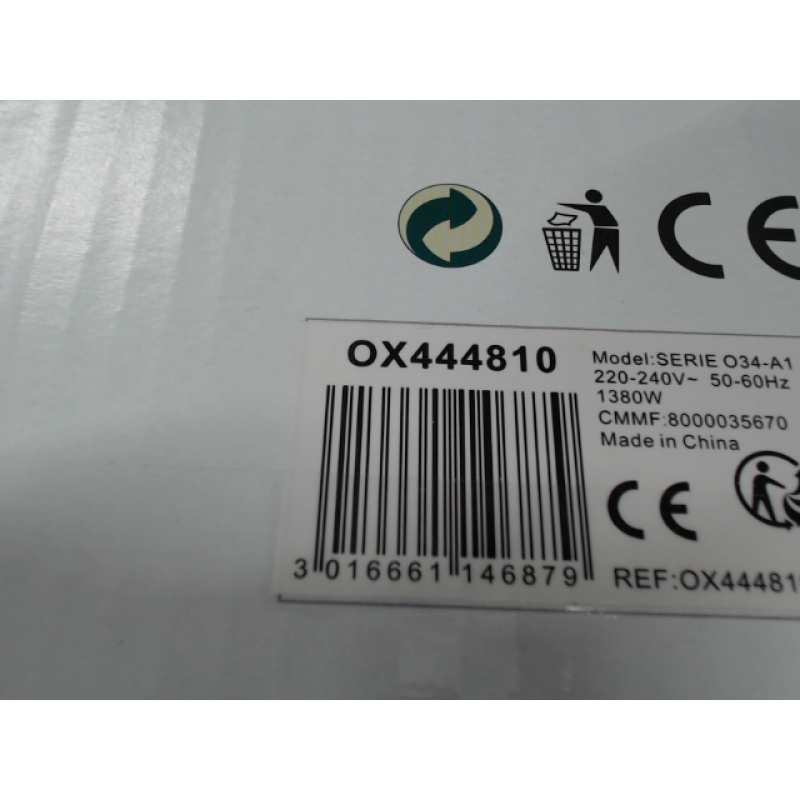 CE
OX444810
Model:SERIE O34-A1
220-240V~ 50-60Hz
1380W
CMMF:8000035670
Made in China
CE
3 016661 146879
REF:OX44481